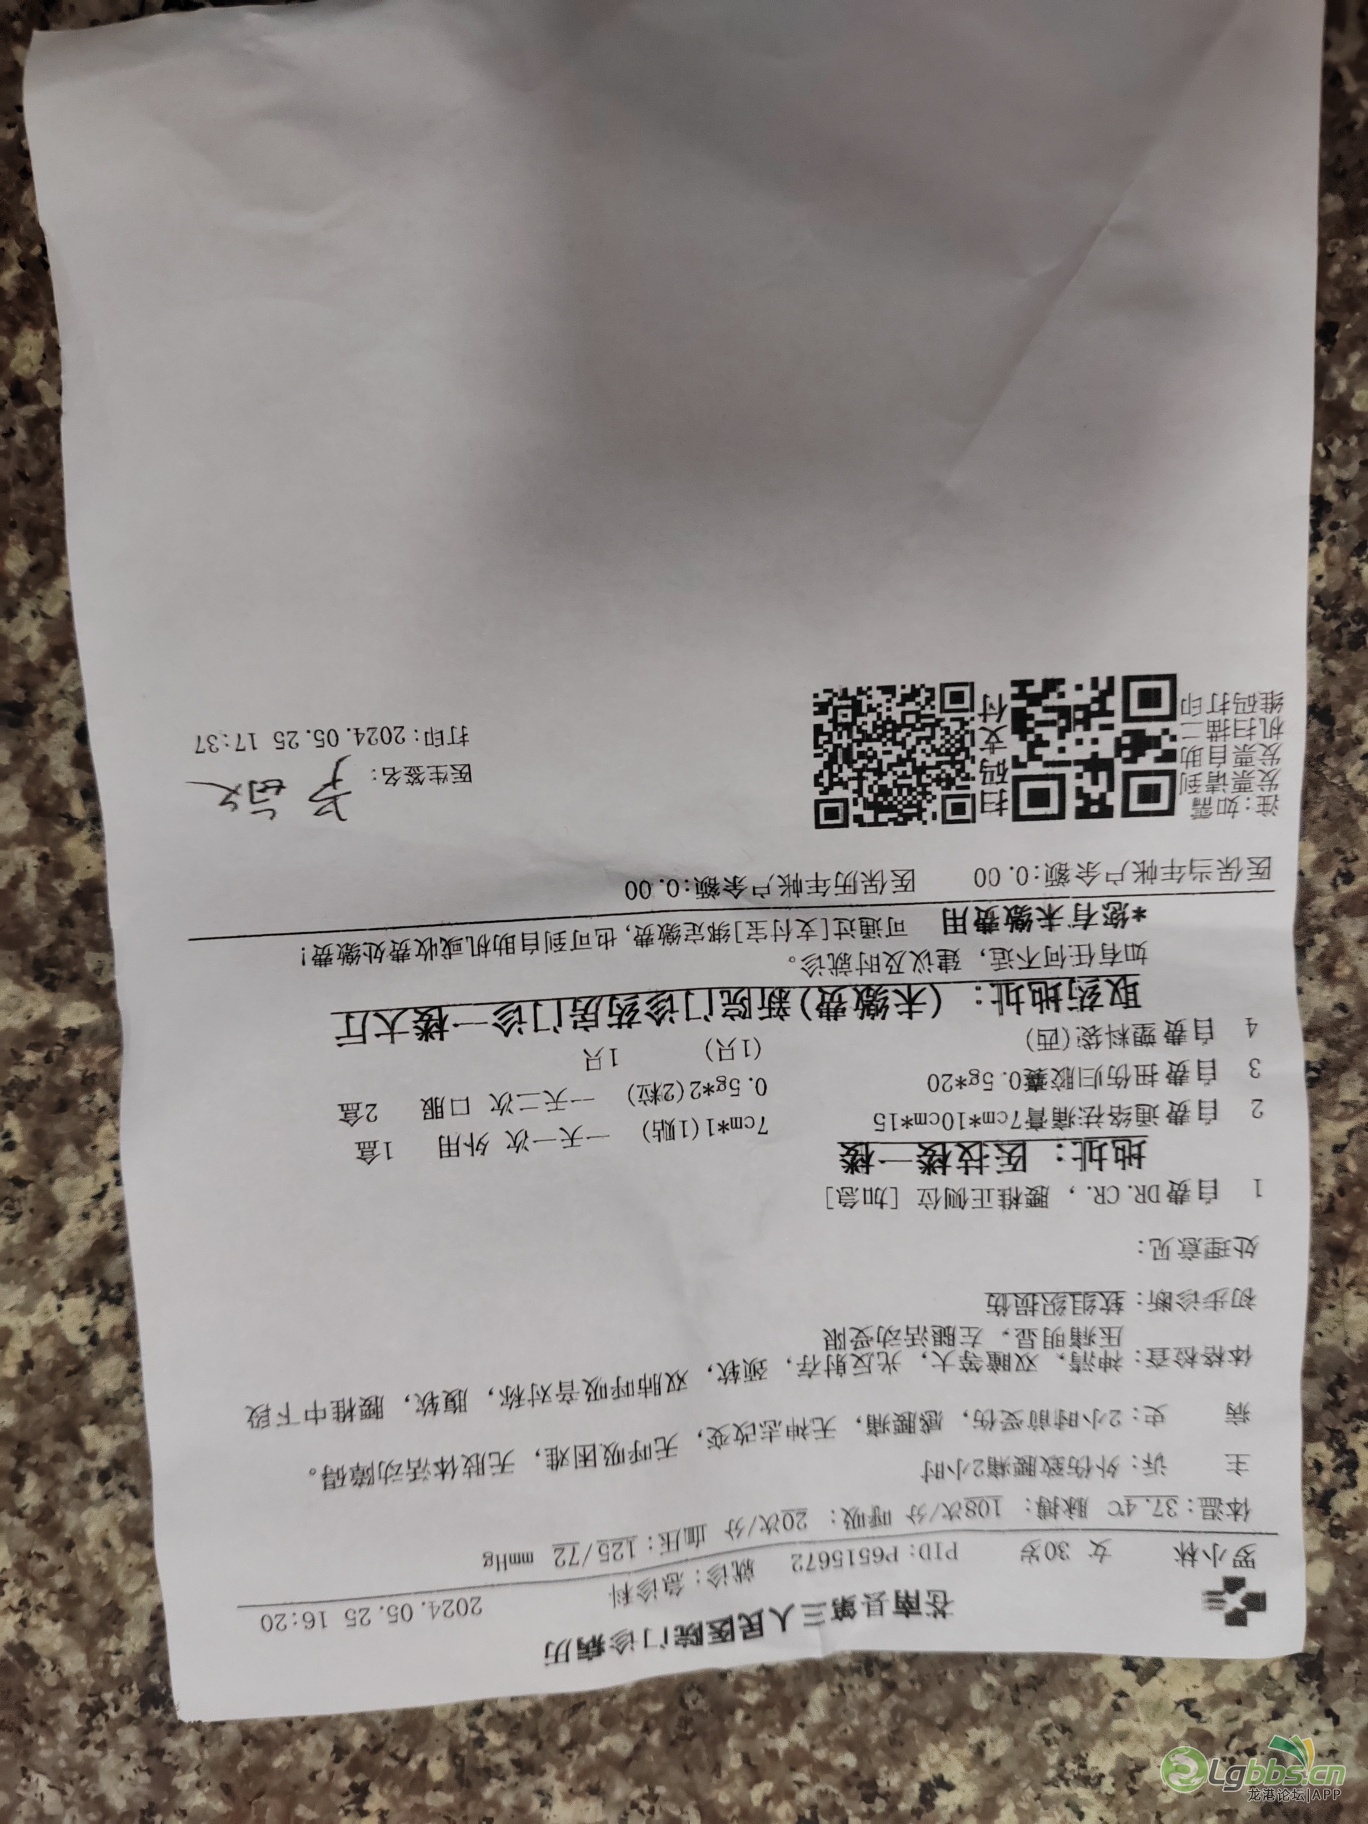 苍南县第三人民医院门诊病历
就诊：急诊科 2024.05.25 16:20
罗小林 女 30岁 PID:P6515672
体温:37.4℃ 脉搏: 108次/分 呼吸: 20次/分 血压:125/72 mmHg
主 诉：外伤致腰痛2小时
病 史：2小时前受伤，感腰痛，无神志改变，无呼吸困难，无肢体活动障碍。
体格检查：神清，双瞳等大，光反射存，颈软，双肺呼吸音对称，腹软，腰椎中下段
压痛明显，左腿活动受限
初步诊断：软组织损伤
处理意见：
1 自费DR.CR，腰椎正侧位 [加急]
地址：医技楼一楼
2 自费通络祛痛膏7cm*10cm*15 7cm*1(1贴) 一天一次 外用 1盒
3 自费扭伤归胶囊0.5g*20 0.5g*2(2粒) 一天二次 口服 2盒
4 自费塑料袋(西) (1只) 1只
取药地址：(未缴费)新院门诊药房门诊一楼大厅
如有任何不适，建议及时就诊。
*您有未缴费用 可通过[支付宝]绑定缴费，也可到自助机或收费处缴费!
医保当年帐户余额:0.00 医保历年帐户余额:0.00
注:如需
发票请到
发票自助
机扫描二
维码打印
扫码支付
医生签名：
打印:2024.05.25 17:37
Lgbbs.cn
龙港论坛|APP